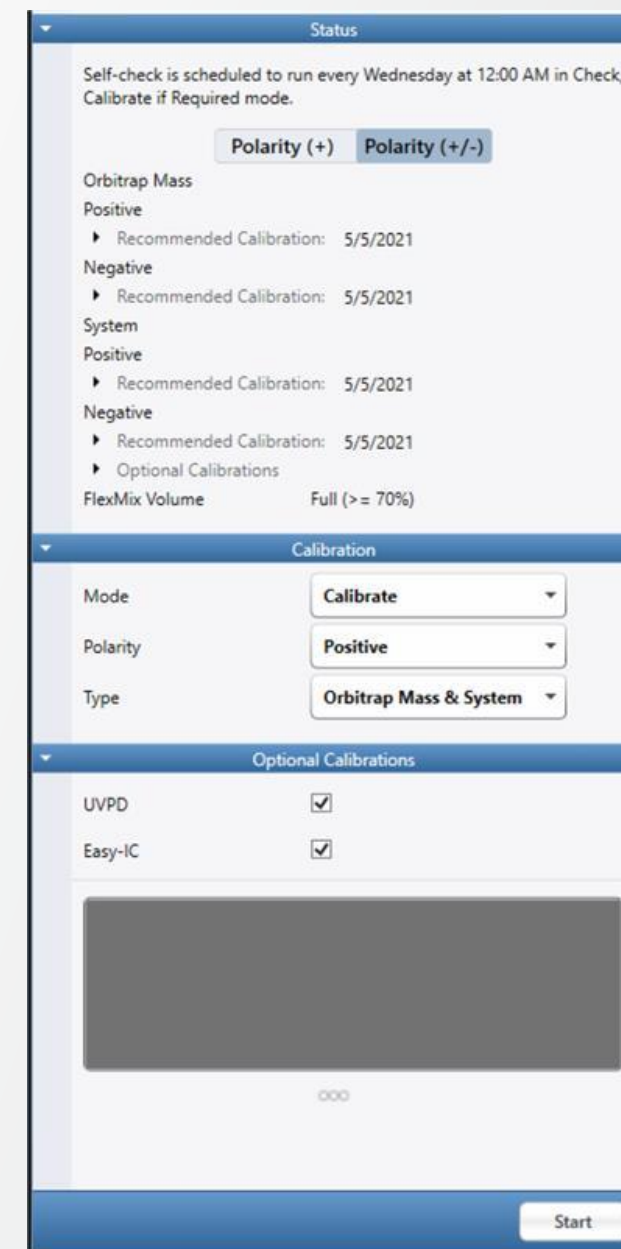 Status
Self-check is scheduled to run every Wednesday at 12:00 AM in Check,
Calibrate if Required mode.
Polarity (+) Polarity (+/-)
Orbitrap Mass
Positive
Recommended Calibration: 5/5/2021
Negative
Recommended Calibration: 5/5/2021
System
Positive
Recommended Calibration: 5/5/2021
Negative
Recommended Calibration: 5/5/2021
Optional Calibrations
FlexMix Volume Full (>= 70%)
Calibration
Mode Calibrate
Polarity Positive
Type Orbitrap Mass & System
Optional Calibrations
UVPD
Easy-IC
Start